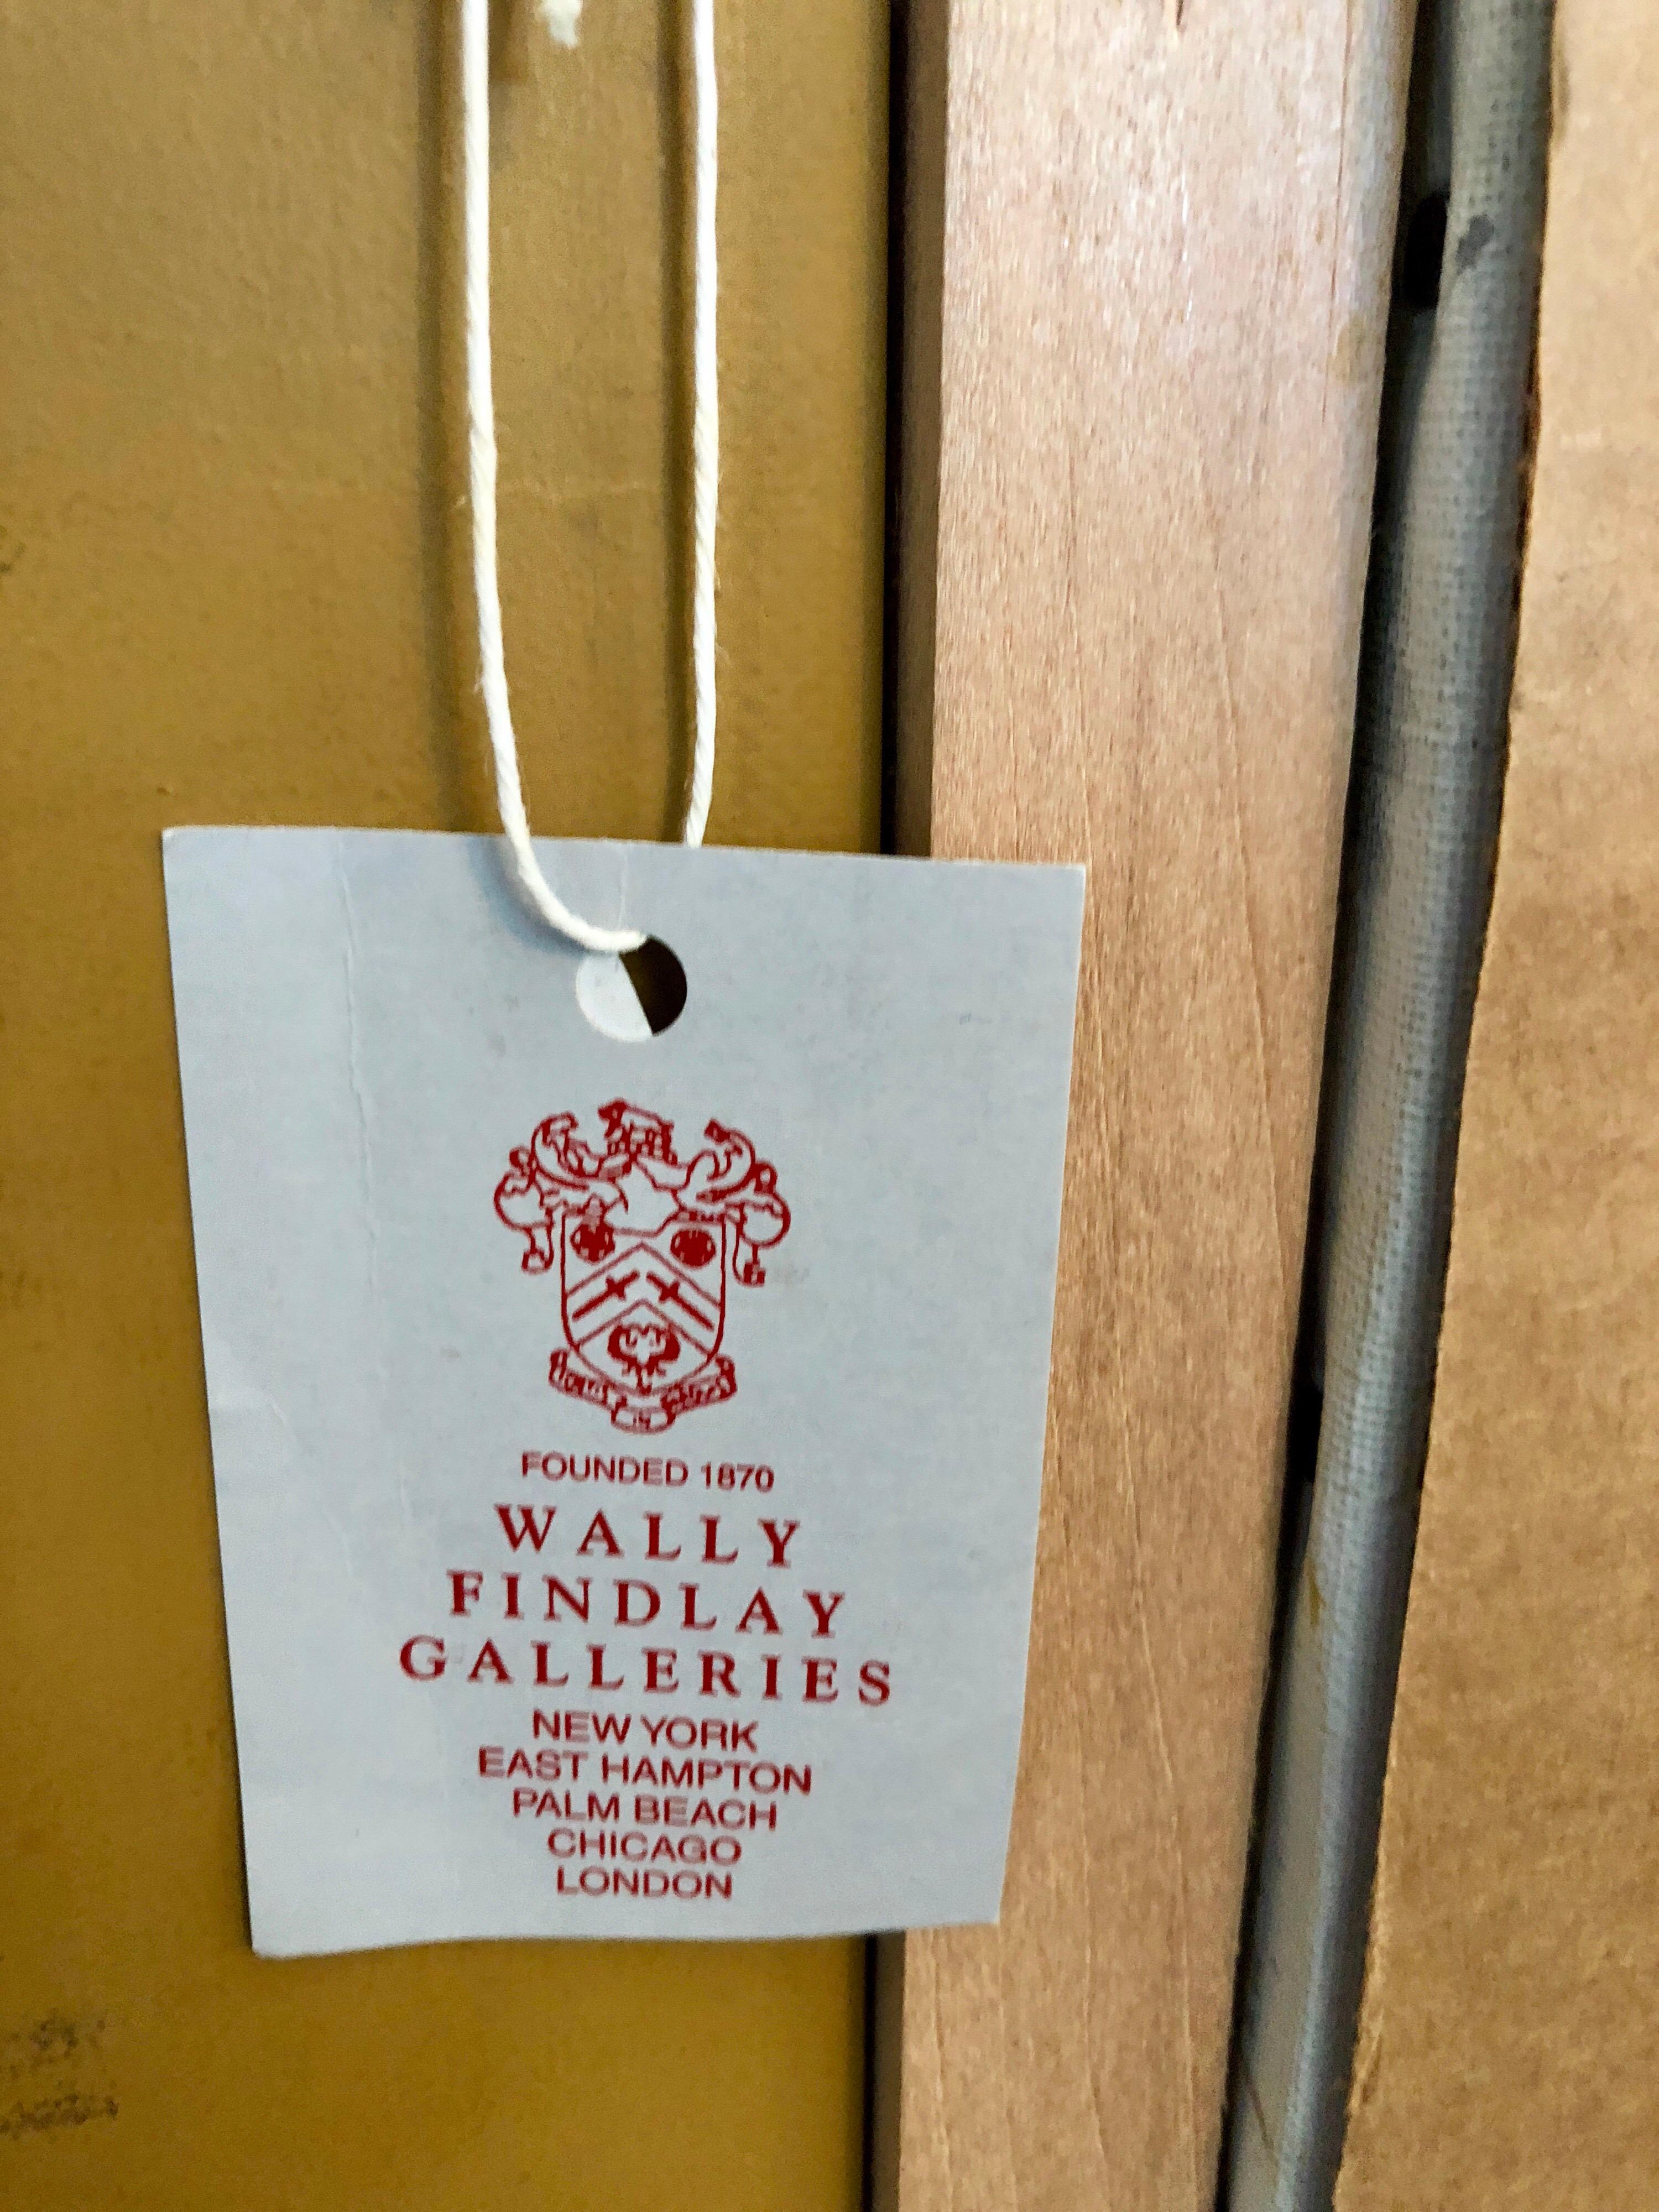 FOUNDED 1870
WALLY
FINDLAY
GALLERIES
NEW YORK
EAST HAMPTON
PALM BEACH
CHICAGO
LONDON